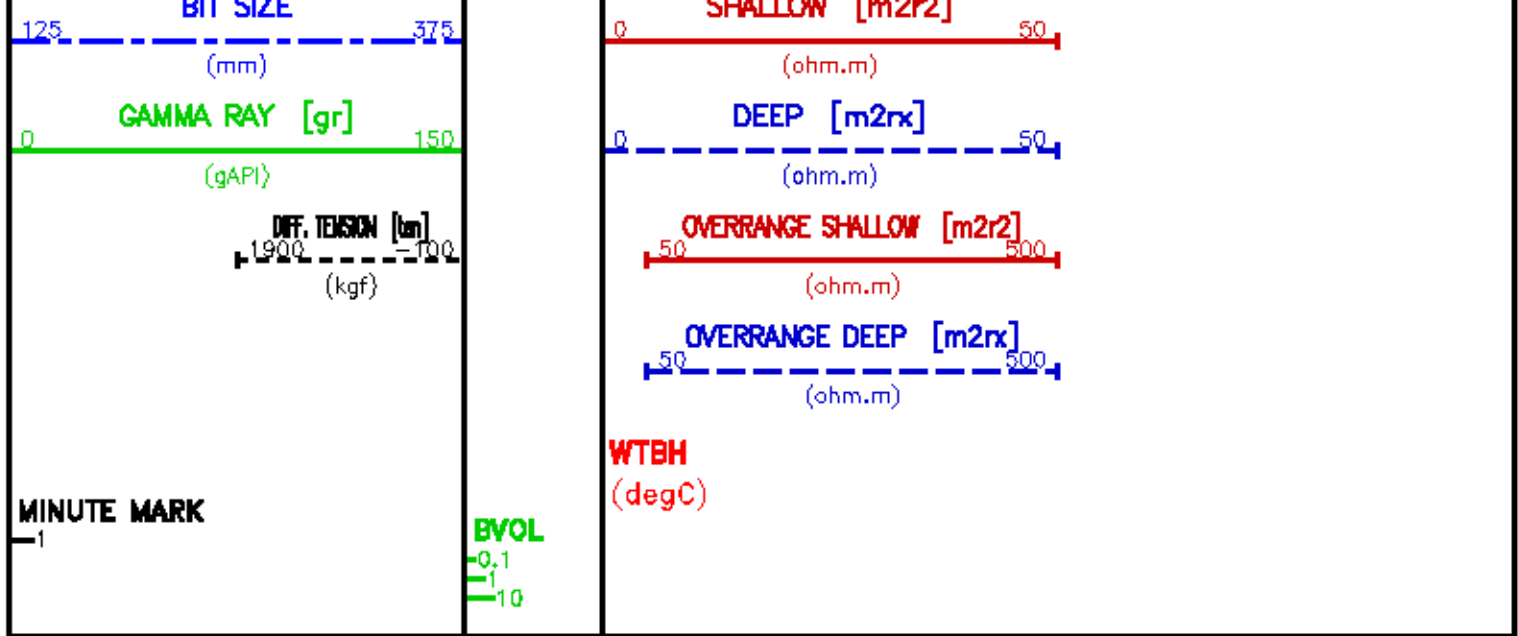 BIT SIZE
125 375
(mm)
GAMMA RAY [gr]
0 150
(gAPI)
DIFF. TENSION [ten]
1900 -100
(kgf)
MINUTE MARK
1
BVOL
0.1
1
10
SHALLOW [m2r2]
0 50
(ohm.m)
DEEP [m2rx]
0 50
(ohm.m)
OVERRANGE SHALLOW [m2r2]
50 500
(ohm.m)
OVERRANGE DEEP [m2rx]
50 500
(ohm.m)
WTBH
(degC)